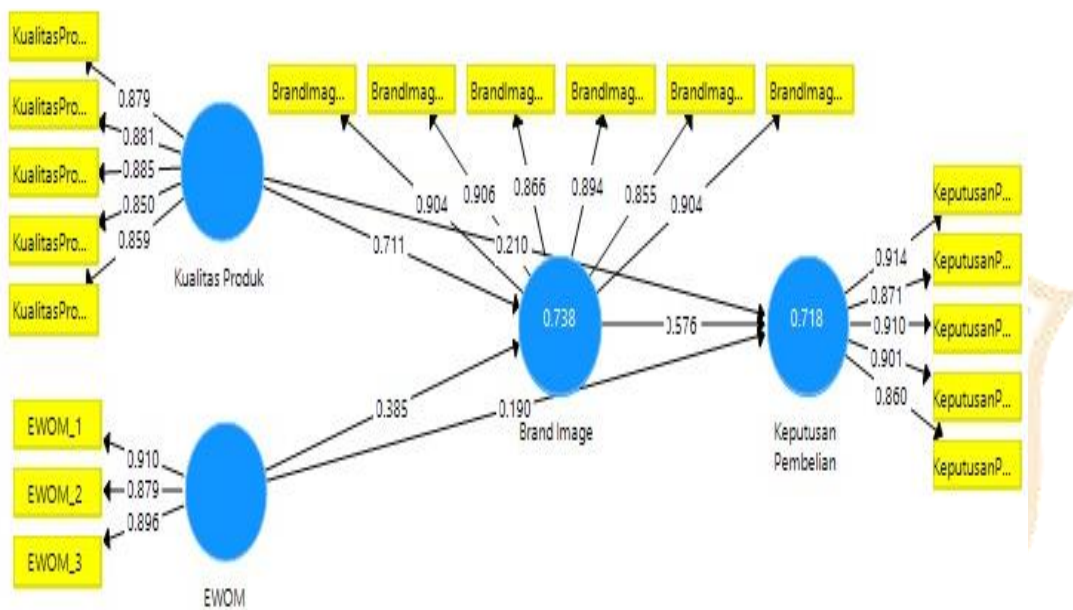 KualitasPro...
KualitasPro...
KualitasPro...
KualitasPro...
KualitasPro...
0.879
0.881
0.885
0.850
0.859
Kualitas Produk
BrandImag...
BrandImag...
BrandImag...
BrandImag...
BrandImag...
BrandImag...
0.904
0.906
0.866
0.894
0.855
0.904
0.711
0.210
0.738
Brand Image
0.576
0.385
0.190
EWOM_1
EWOM_2
EWOM_3
0.910
0.879
0.896
EWOM
0.718
Keputusan
Pembelian
0.914
0.871
0.910
0.901
0.860
KeputusanP...
KeputusanP...
KeputusanP...
KeputusanP...
KeputusanP...